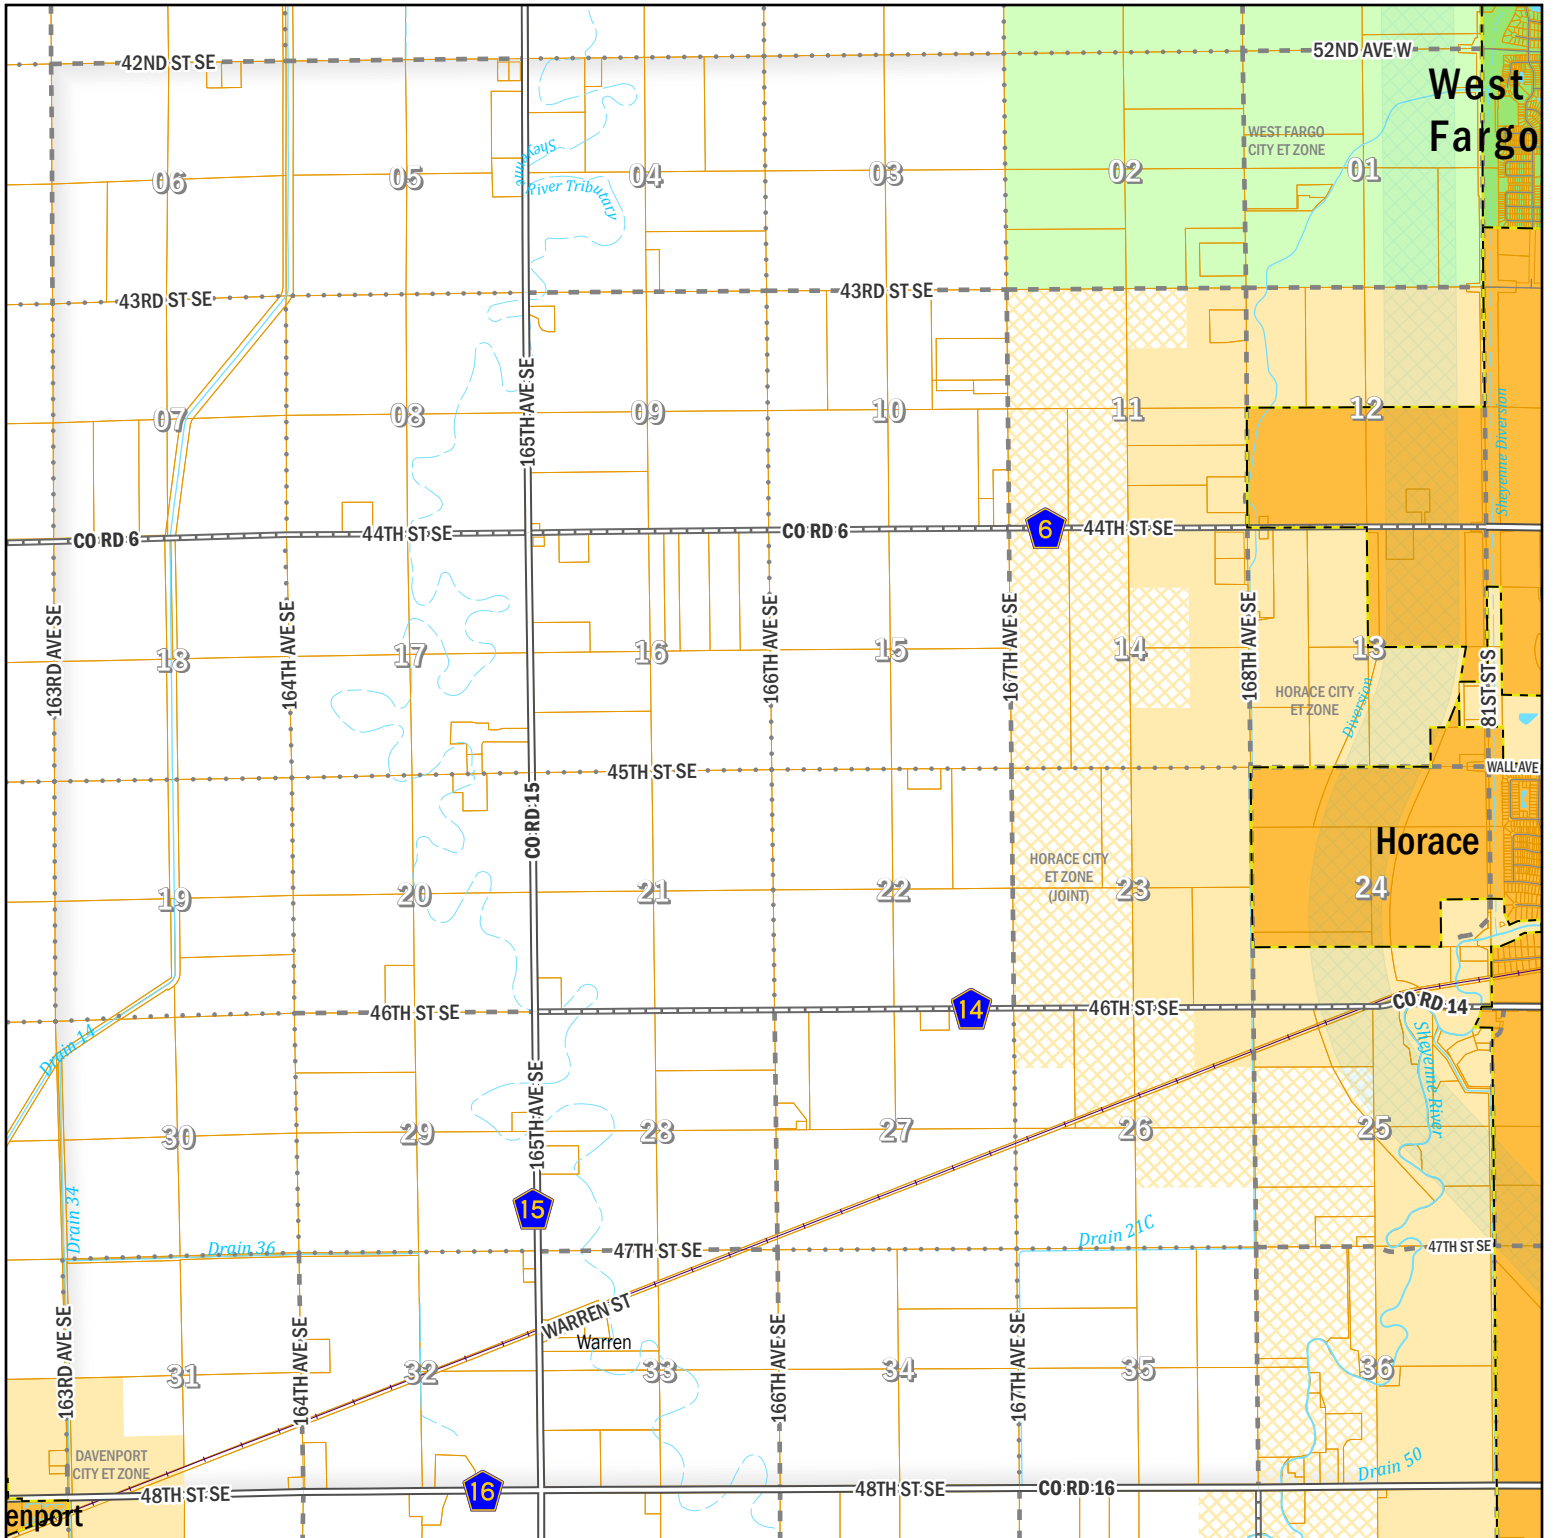 42ND ST SE
52ND AVE W
West
Fargo
WEST FARGO
CITY ET ZONE
Sheyenne
River Tributary
06
05
04
03
02
01
43RD ST SE
43RD ST SE
165TH AVE SE
07
08
09
10
11
12
Sheyenne Diversion
CO RD 6
44TH ST SE
CO RD 6
6
44TH ST SE
163RD AVE SE
164TH AVE SE
166TH AVE SE
167TH AVE SE
168TH AVE SE
81ST ST S
18
17
16
15
14
13
HORACE CITY
ET ZONE
Diversion
45TH ST SE
WALL AVE
CO RD 15
Horace
HORACE CITY
ET ZONE
(JOINT)
19
20
21
22
23
24
46TH ST SE
14
46TH ST SE
CO RD 14
Drain 14
165TH AVE SE
Sheyenne River
30
29
28
27
26
25
15
Drain 34
Drain 36
47TH ST SE
Drain 21C
47TH ST SE
163RD AVE SE
164TH AVE SE
WARREN ST
Warren
166TH AVE SE
167TH AVE SE
31
32
33
34
35
36
DAVENPORT
CITY ET ZONE
Drain 50
48TH ST SE
16
48TH ST SE
CO RD 16
enport